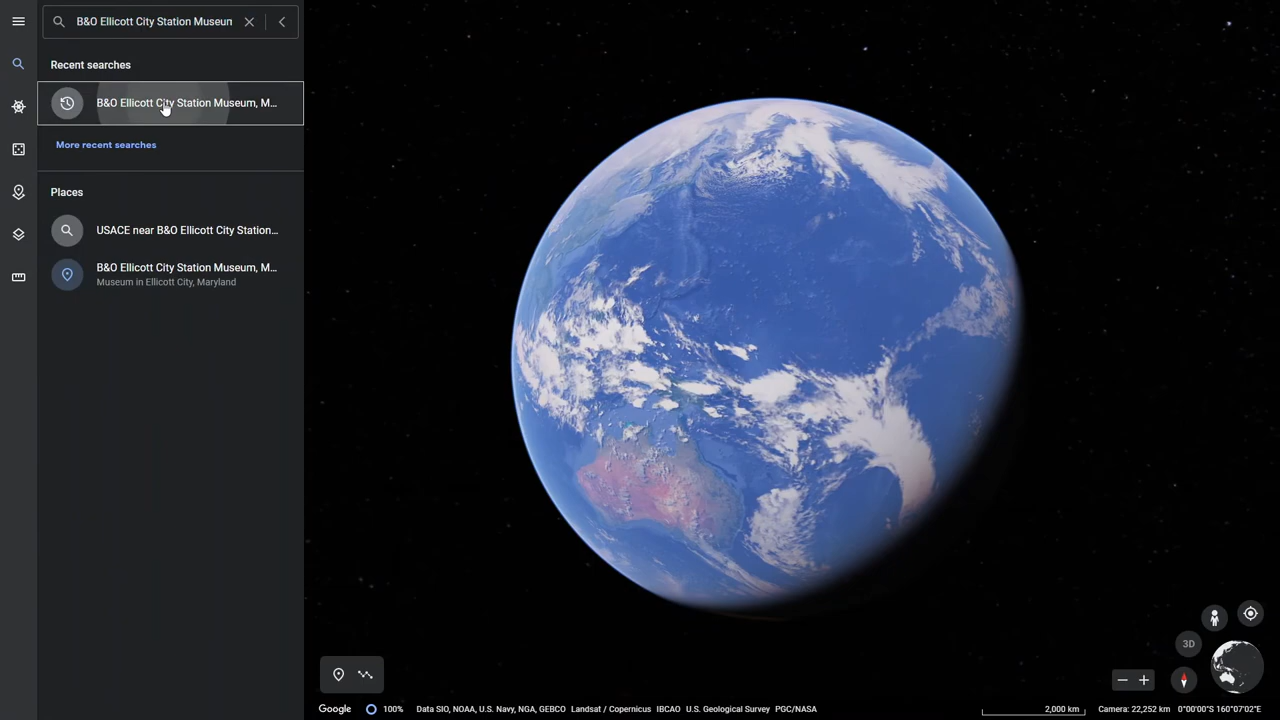 B&O Ellicott City Station Museun
Recent searches
B&O Ellicott City Station Museum, M...
More recent searches
Places
USACE near B&O Ellicott City Station...
B&O Ellicott City Station Museum, M...
Museum in Ellicott City, Maryland
3D
Google 100% Data SIO, NOAA, U.S. Navy, NGA, GEBCO Landsat / Copernicus IBCAO U.S. Geological Survey PGC/NASA 2,000 km Camera: 22,252 km 0°00'00"S 160°07'02"E